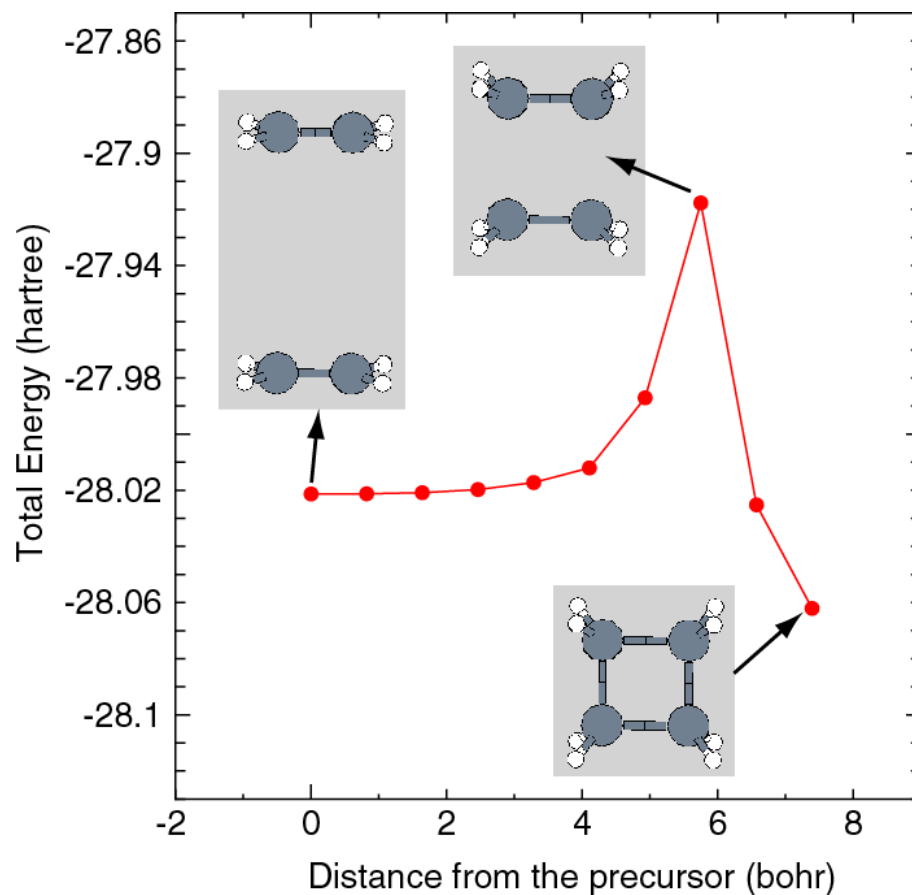 -27.86
-27.9
-27.94
-27.98
-28.02
-28.06
-28.1
Total Energy (hartree)
-2 0 2 4 6 8
Distance from the precursor (bohr)